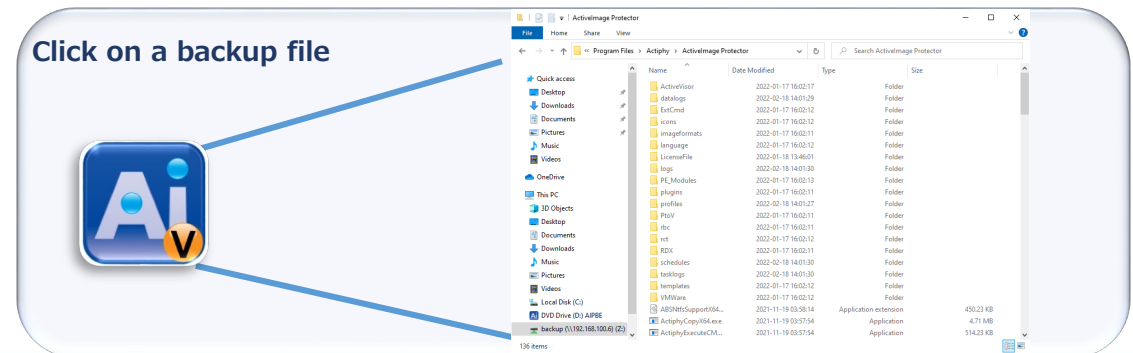 Click on a backup file
Ai
V
ActiveImage Protector
File Home Share View
« Program Files > Actiphy > ActiveImage Protector
Search ActiveImage Protector
Name Date Modified Type Size
Quick access
Desktop
Downloads
Documents
Pictures
Music
Videos
OneDrive
This PC
3D Objects
Desktop
Documents
Downloads
Music
Pictures
Videos
Local Disk (C:)
DVD Drive (D:) AIPBE
backup (\\192.168.100.6) (Z:)
ActiveVisor 2022-01-17 16:02:17 Folder
datalogs 2022-02-18 14:01:29 Folder
ExtCmd 2022-01-17 16:02:12 Folder
icons 2022-01-17 16:02:12 Folder
imageformats 2022-01-17 16:02:11 Folder
language 2022-01-17 16:02:12 Folder
LicenseFile 2022-01-18 13:46:01 Folder
logs 2022-02-18 14:01:30 Folder
PE_Modules 2022-01-17 16:02:13 Folder
plugins 2022-01-17 16:02:11 Folder
profiles 2022-02-18 14:01:27 Folder
PtoV 2022-01-17 16:02:11 Folder
rbc 2022-01-17 16:02:11 Folder
rct 2022-01-17 16:02:12 Folder
RDX 2022-01-17 16:02:11 Folder
schedules 2022-02-18 14:01:30 Folder
tasklogs 2022-02-18 14:01:30 Folder
templates 2022-01-17 16:02:12 Folder
VMWare 2022-01-17 16:02:12 Folder
ABSNtfsSupportX64... 2021-11-19 03:58:14 Application extension 450.23 KB
ActiphyCopyX64.exe 2021-11-19 03:57:54 Application 4.71 MB
ActiphyExecuteCM... 2021-11-19 03:57:54 Application 514.23 KB
136 items